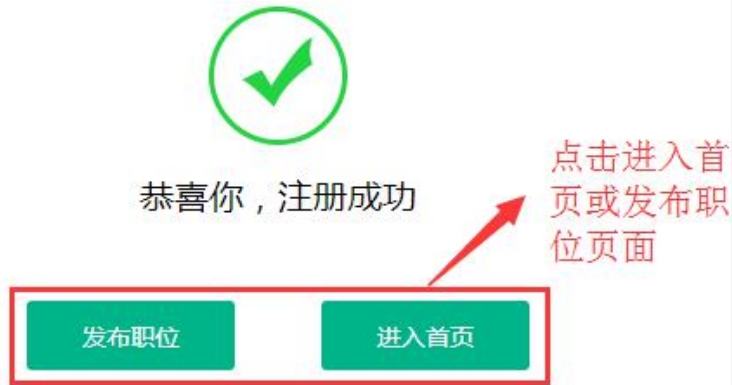 恭喜你，注册成功
点击进入首
页或发布职
位页面
发布职位
进入首页